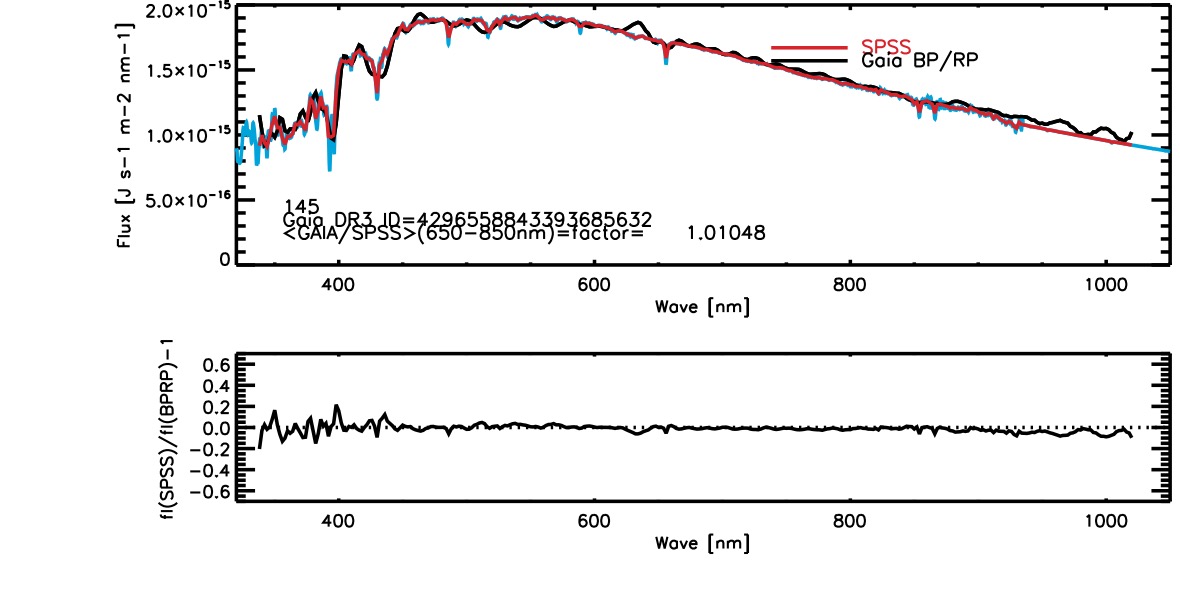 2.0×10−15
1.5×10−15
1.0×10−15
5.0×10−16
0
Flux [J s−1 m−2 nm−1]
SPSS
Gaia BP/RP
145
Gaia DR3 ID=4296558843393685632
<GAIA/SPSS>(650−850nm)=factor= 1.01048
400 600 800 1000
Wave [nm]
fl(SPSS)/fl(BPRP)−1
0.6
0.4
0.2
0.0
−0.2
−0.4
−0.6
400 600 800 1000
Wave [nm]